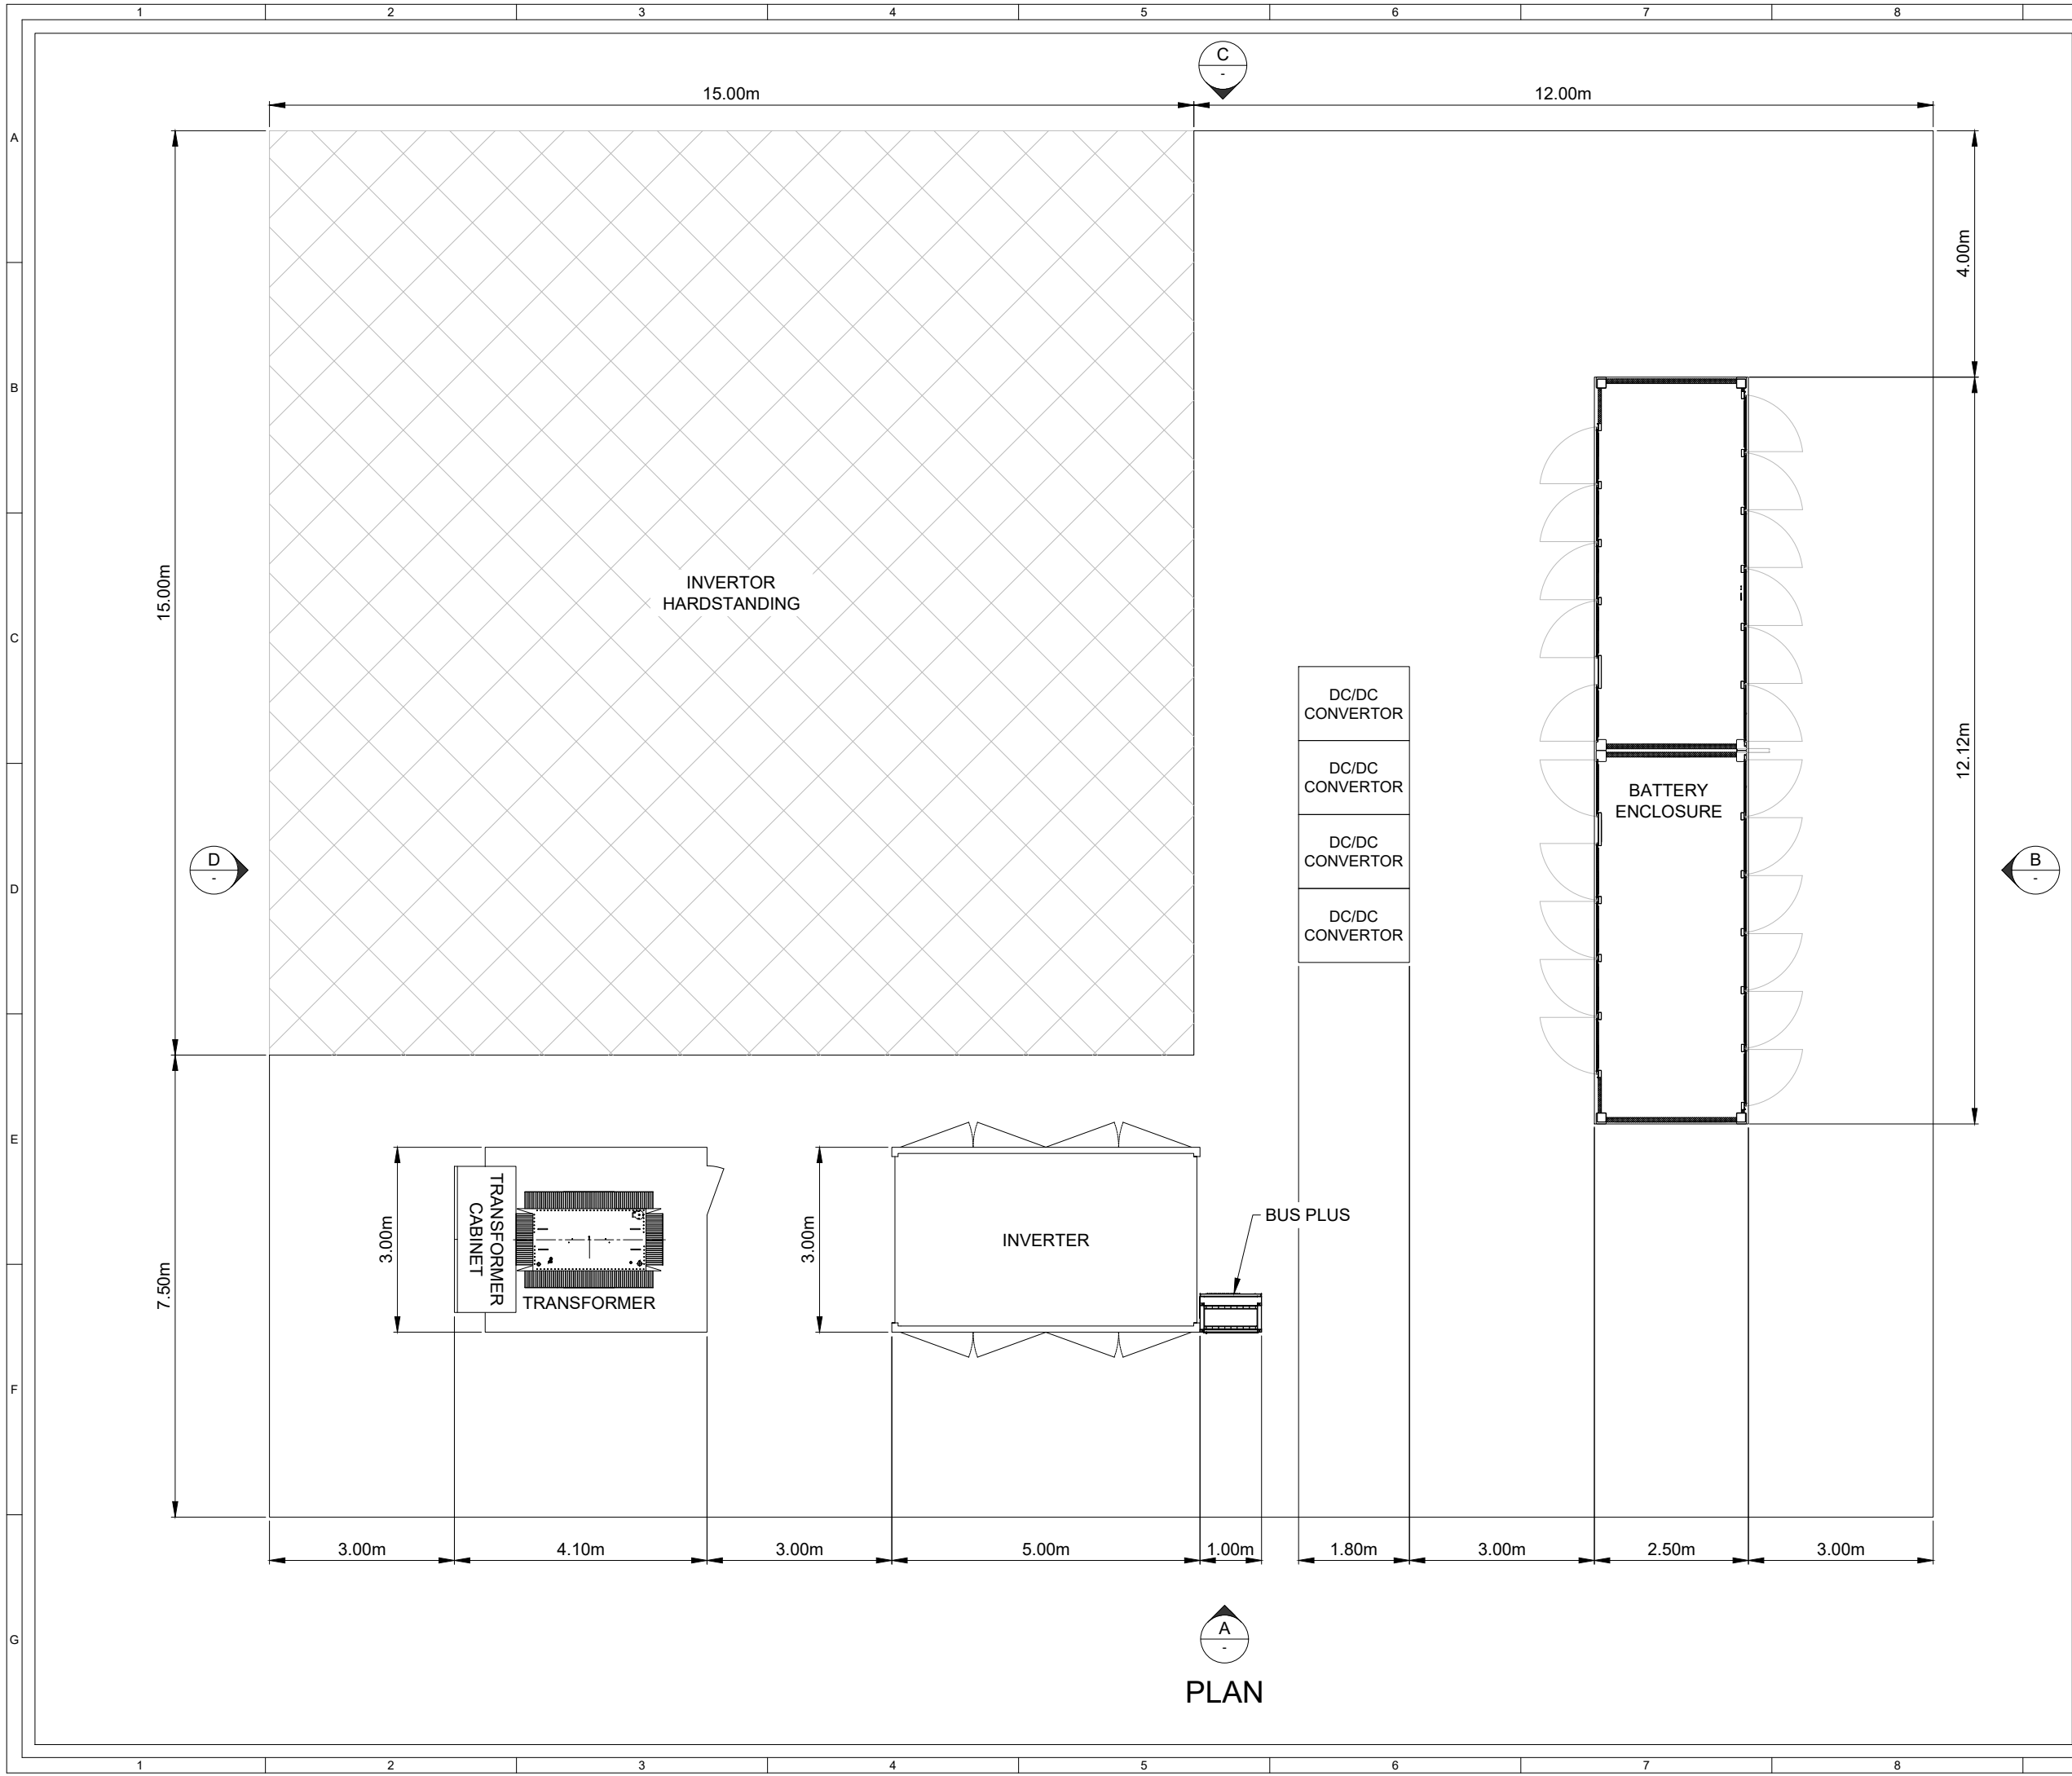 1 2 3 4 5 6 7 8
C
-
15.00m 12.00m
A
4.00m
B
15.00m
INVERTOR
HARDSTANDING
C
DC/DC
CONVERTOR
DC/DC
CONVERTOR
12.12m
BATTERY
ENCLOSURE
DC/DC
CONVERTOR
D
-
B
-
D
DC/DC
CONVERTOR
E
3.00m
TRANSFORMER
CABINET
TRANSFORMER
3.00m
INVERTER
BUS PLUS
7.50m
F
3.00m 4.10m 3.00m 5.00m 1.00m 1.80m 3.00m 2.50m 3.00m
A
-
G
PLAN
1 2 3 4 5 6 7 8